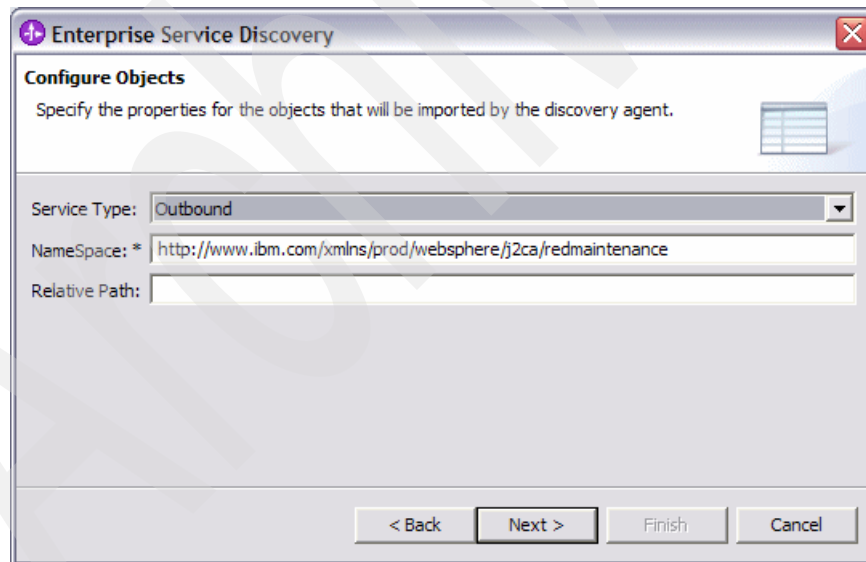 Enterprise Service Discovery
Configure Objects
Specify the properties for the objects that will be imported by the discovery agent.
Service Type: Outbound
NameSpace: * http://www.ibm.com/xmlns/prod/websphere/j2ca/redmaintenance
Relative Path:
< Back Next > Finish Cancel